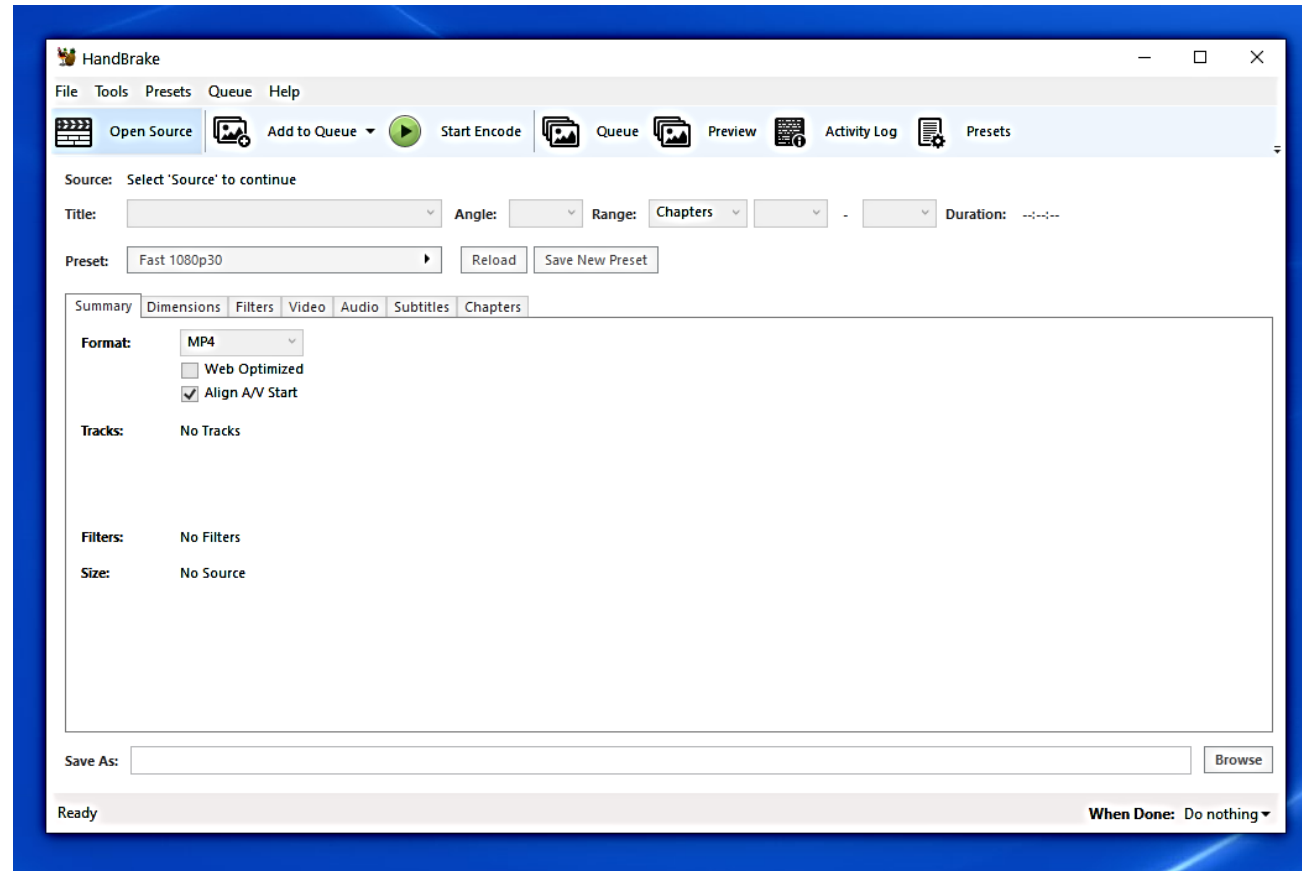 HandBrake
File Tools Presets Queue Help
Open Source Add to Queue Start Encode Queue Preview Activity Log Presets
Source: Select 'Source' to continue
Title: Angle: Range: Chapters - Duration: --:--:--
Preset: Fast 1080p30 Reload Save New Preset
Summary Dimensions Filters Video Audio Subtitles Chapters
Format: MP4
Web Optimized
Align A/V Start
Tracks: No Tracks
Filters: No Filters
Size: No Source
Save As: Browse
Ready When Done: Do nothing